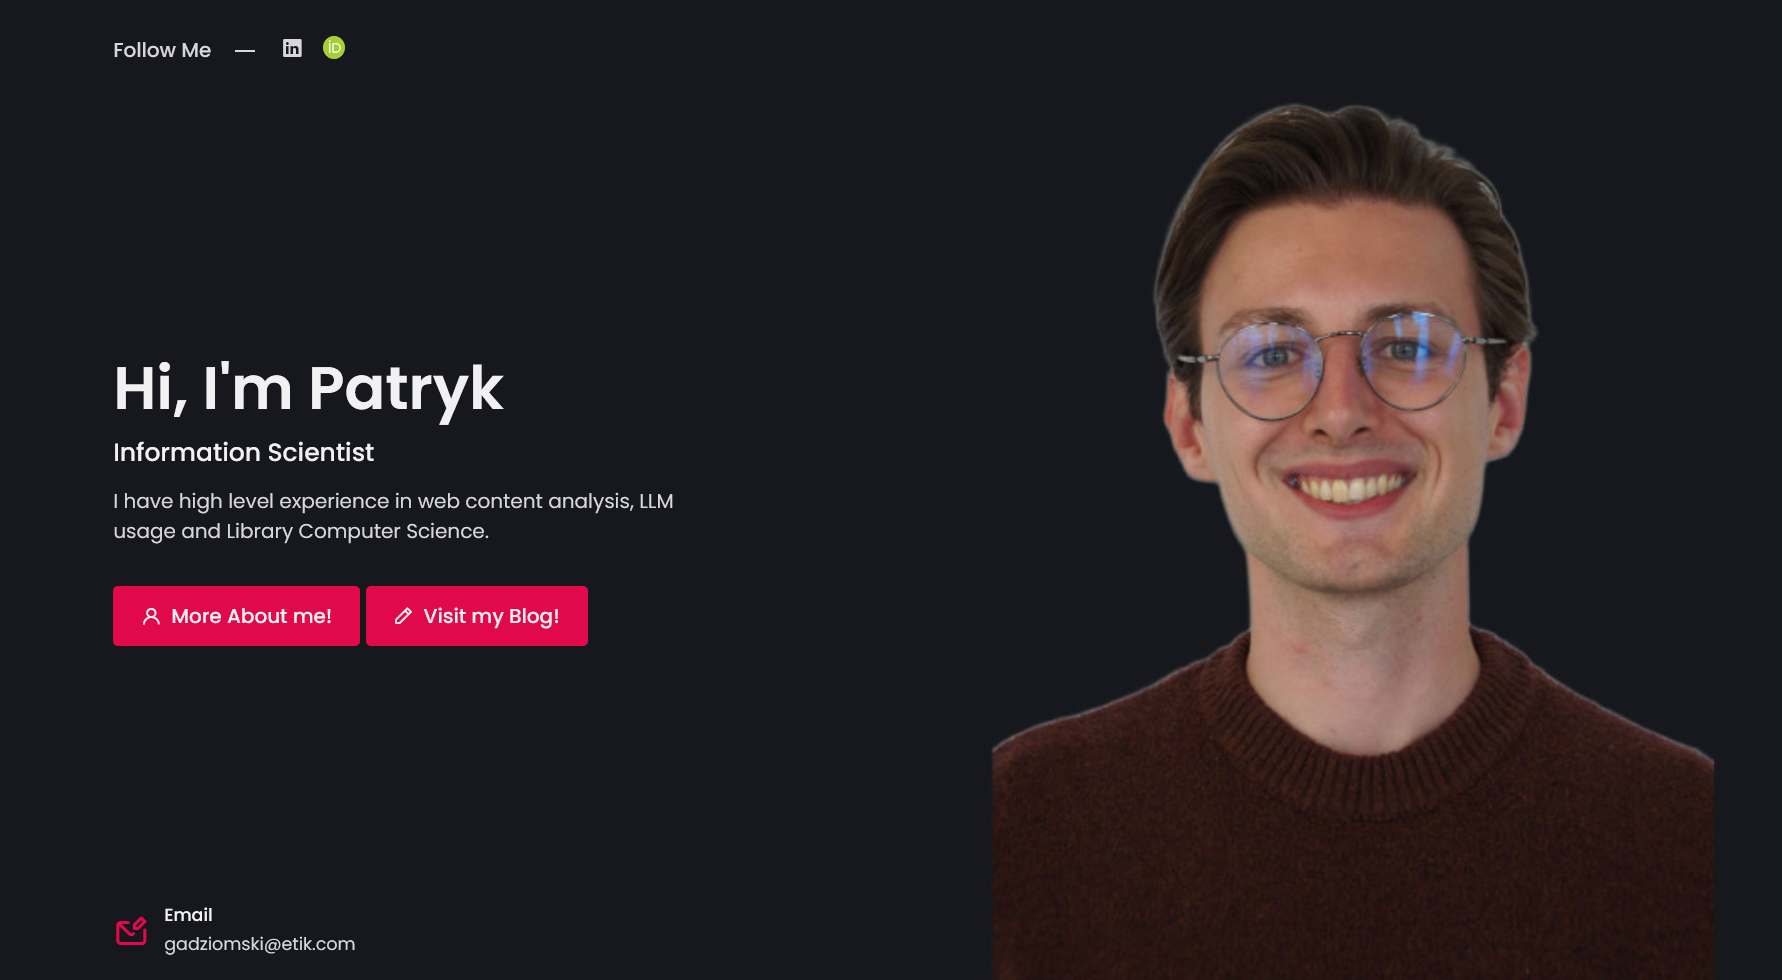 Follow Me
in
iD
Hi, I'm Patryk
Information Scientist
I have high level experience in web content analysis, LLM
usage and Library Computer Science.
More About me!
Visit my Blog!
Email
gadziomski@etik.com